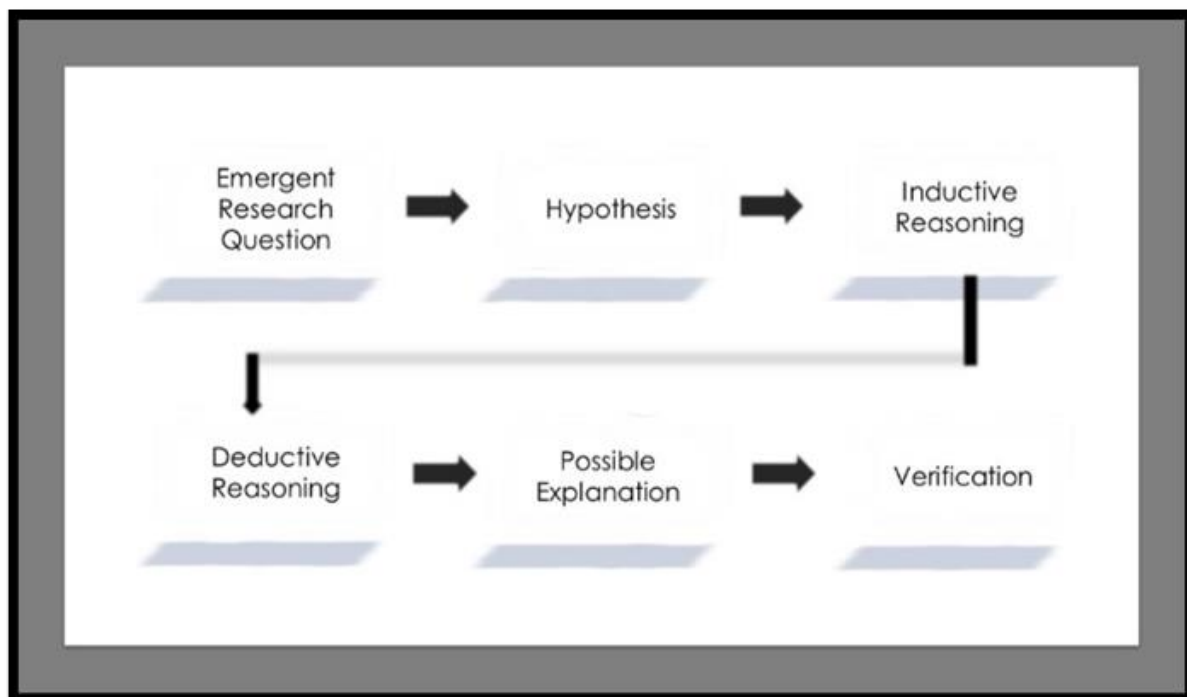 Emergent
Research
Question
Hypothesis
Inductive
Reasoning
Deductive
Reasoning
Possible
Explanation
Verification